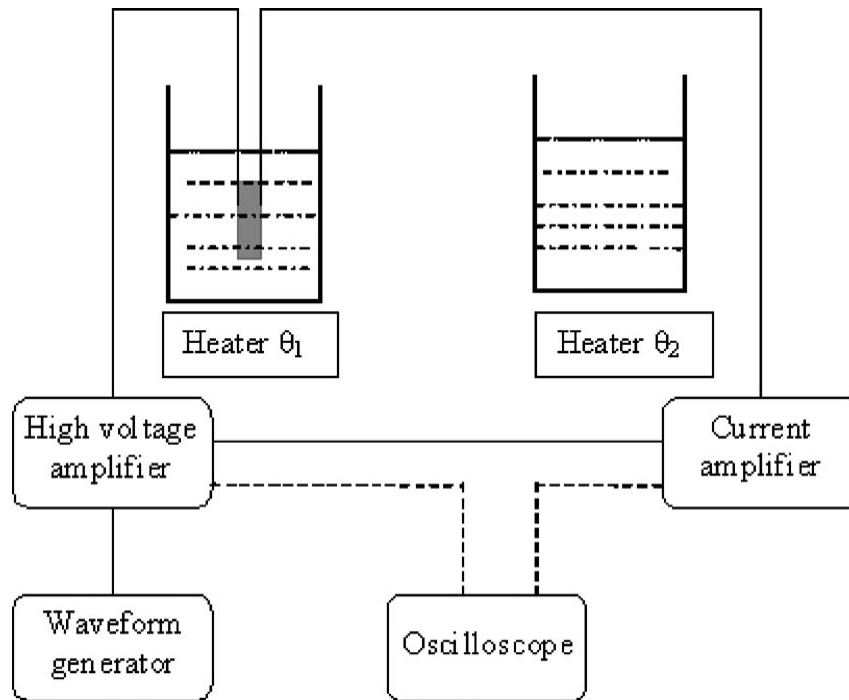 Heater θ1
Heater θ2
High voltage
amplifier
Current
amplifier
Waveform
generator
Oscilloscope